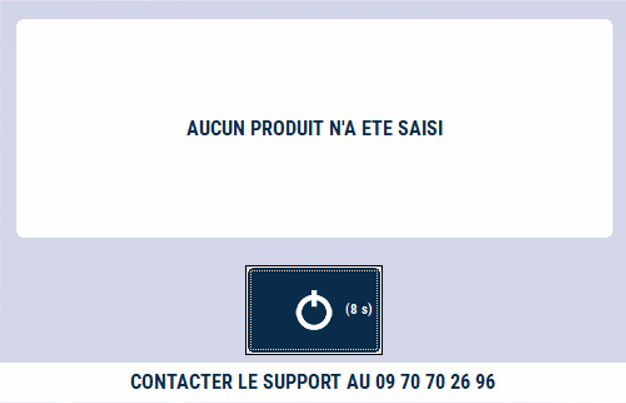 AUCUN PRODUIT N'A ETE SAISI
(8 s)
CONTACTER LE SUPPORT AU 09 70 70 26 96